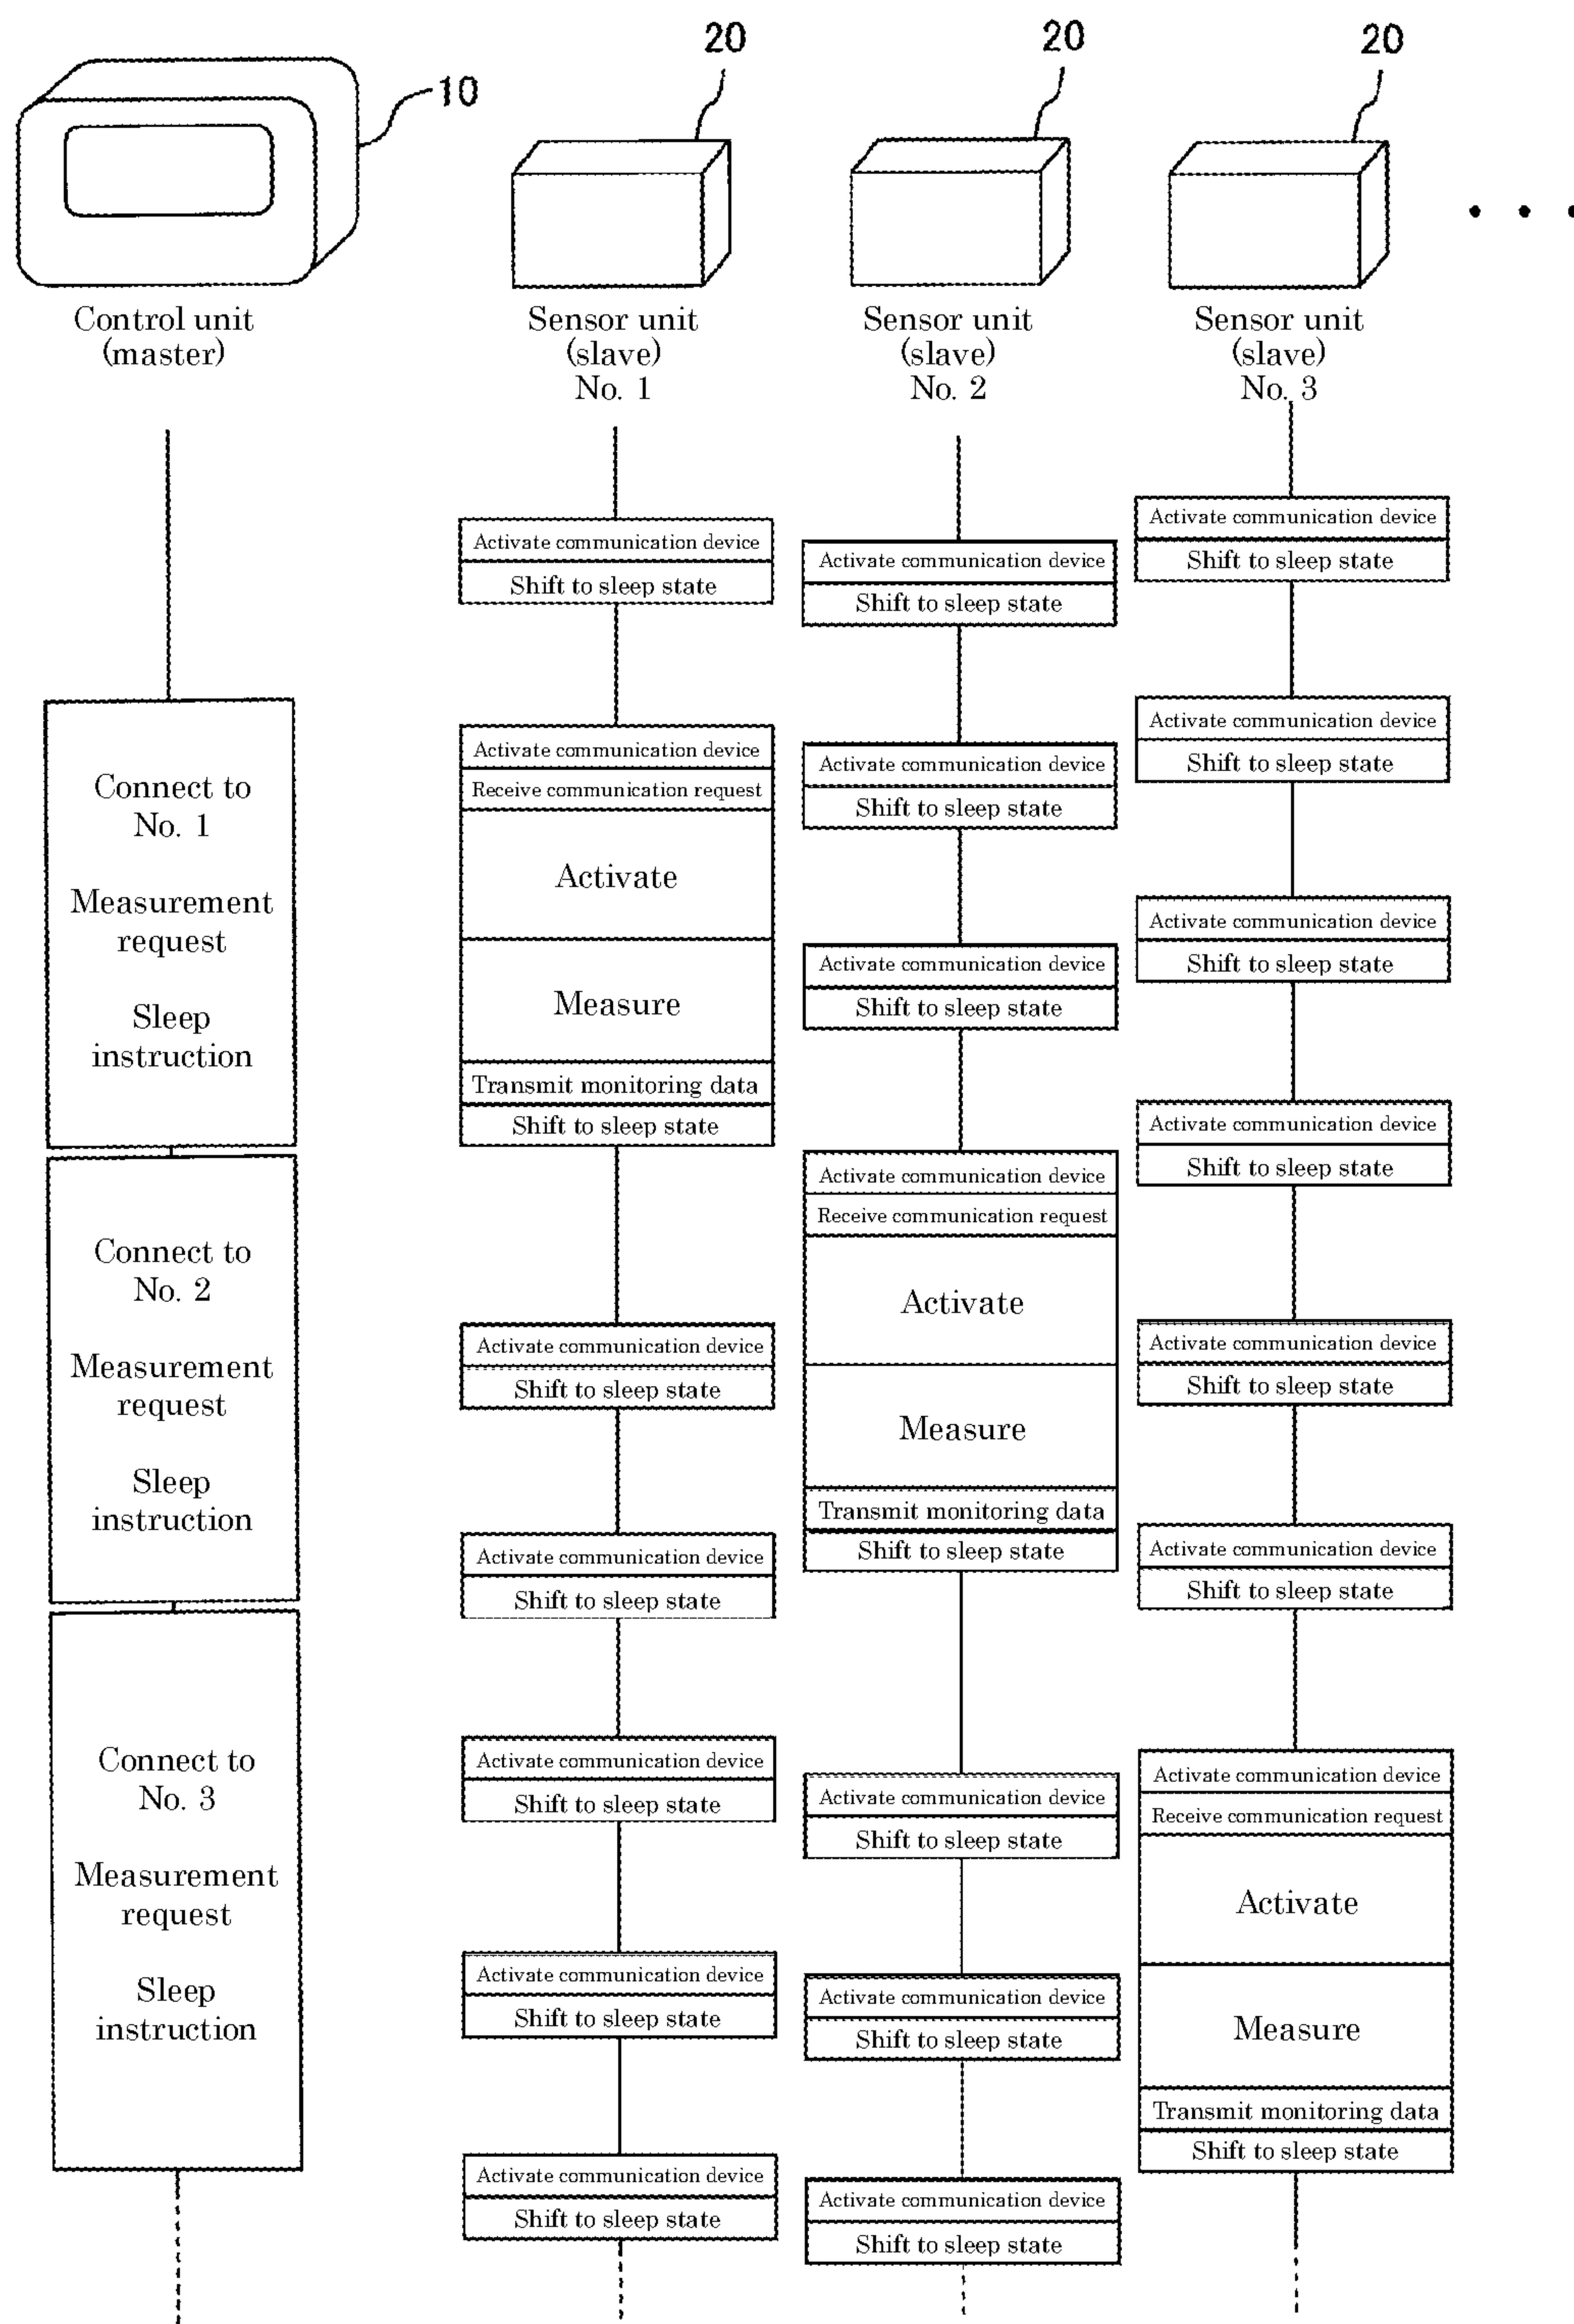 10
20
20
20
Control unit
(master)
Sensor unit
(slave)
No. 1
Sensor unit
(slave)
No. 2
Sensor unit
(slave)
No. 3
Connect to
No. 1
Measurement
request
Sleep
instruction
Connect to
No. 2
Measurement
request
Sleep
instruction
Connect to
No. 3
Measurement
request
Sleep
instruction
Activate communication device
Shift to sleep state
Activate communication device
Receive communication request
Activate
Measure
Transmit monitoring data
Shift to sleep state
Activate communication device
Shift to sleep state
Activate communication device
Shift to sleep state
Activate communication device
Shift to sleep state
Activate communication device
Shift to sleep state
Activate communication device
Shift to sleep state
Activate communication device
Shift to sleep state
Activate communication device
Shift to sleep state
Activate communication device
Shift to sleep state
Activate communication device
Receive communication request
Activate
Measure
Transmit monitoring data
Shift to sleep state
Activate communication device
Shift to sleep state
Activate communication device
Shift to sleep state
Activate communication device
Shift to sleep state
Activate communication device
Shift to sleep state
Activate communication device
Shift to sleep state
Activate communication device
Shift to sleep state
Activate communication device
Shift to sleep state
Activate communication device
Shift to sleep state
Activate communication device
Shift to sleep state
Activate communication device
Receive communication request
Activate
Measure
Transmit monitoring data
Shift to sleep state